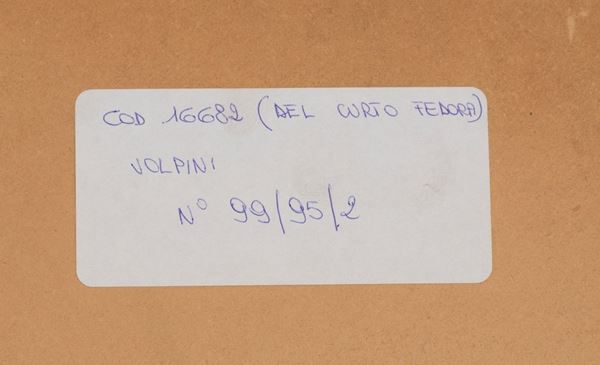 COD 16682 (DEL CURTO FEDORA)
VOLPINI
N° 99/95/2